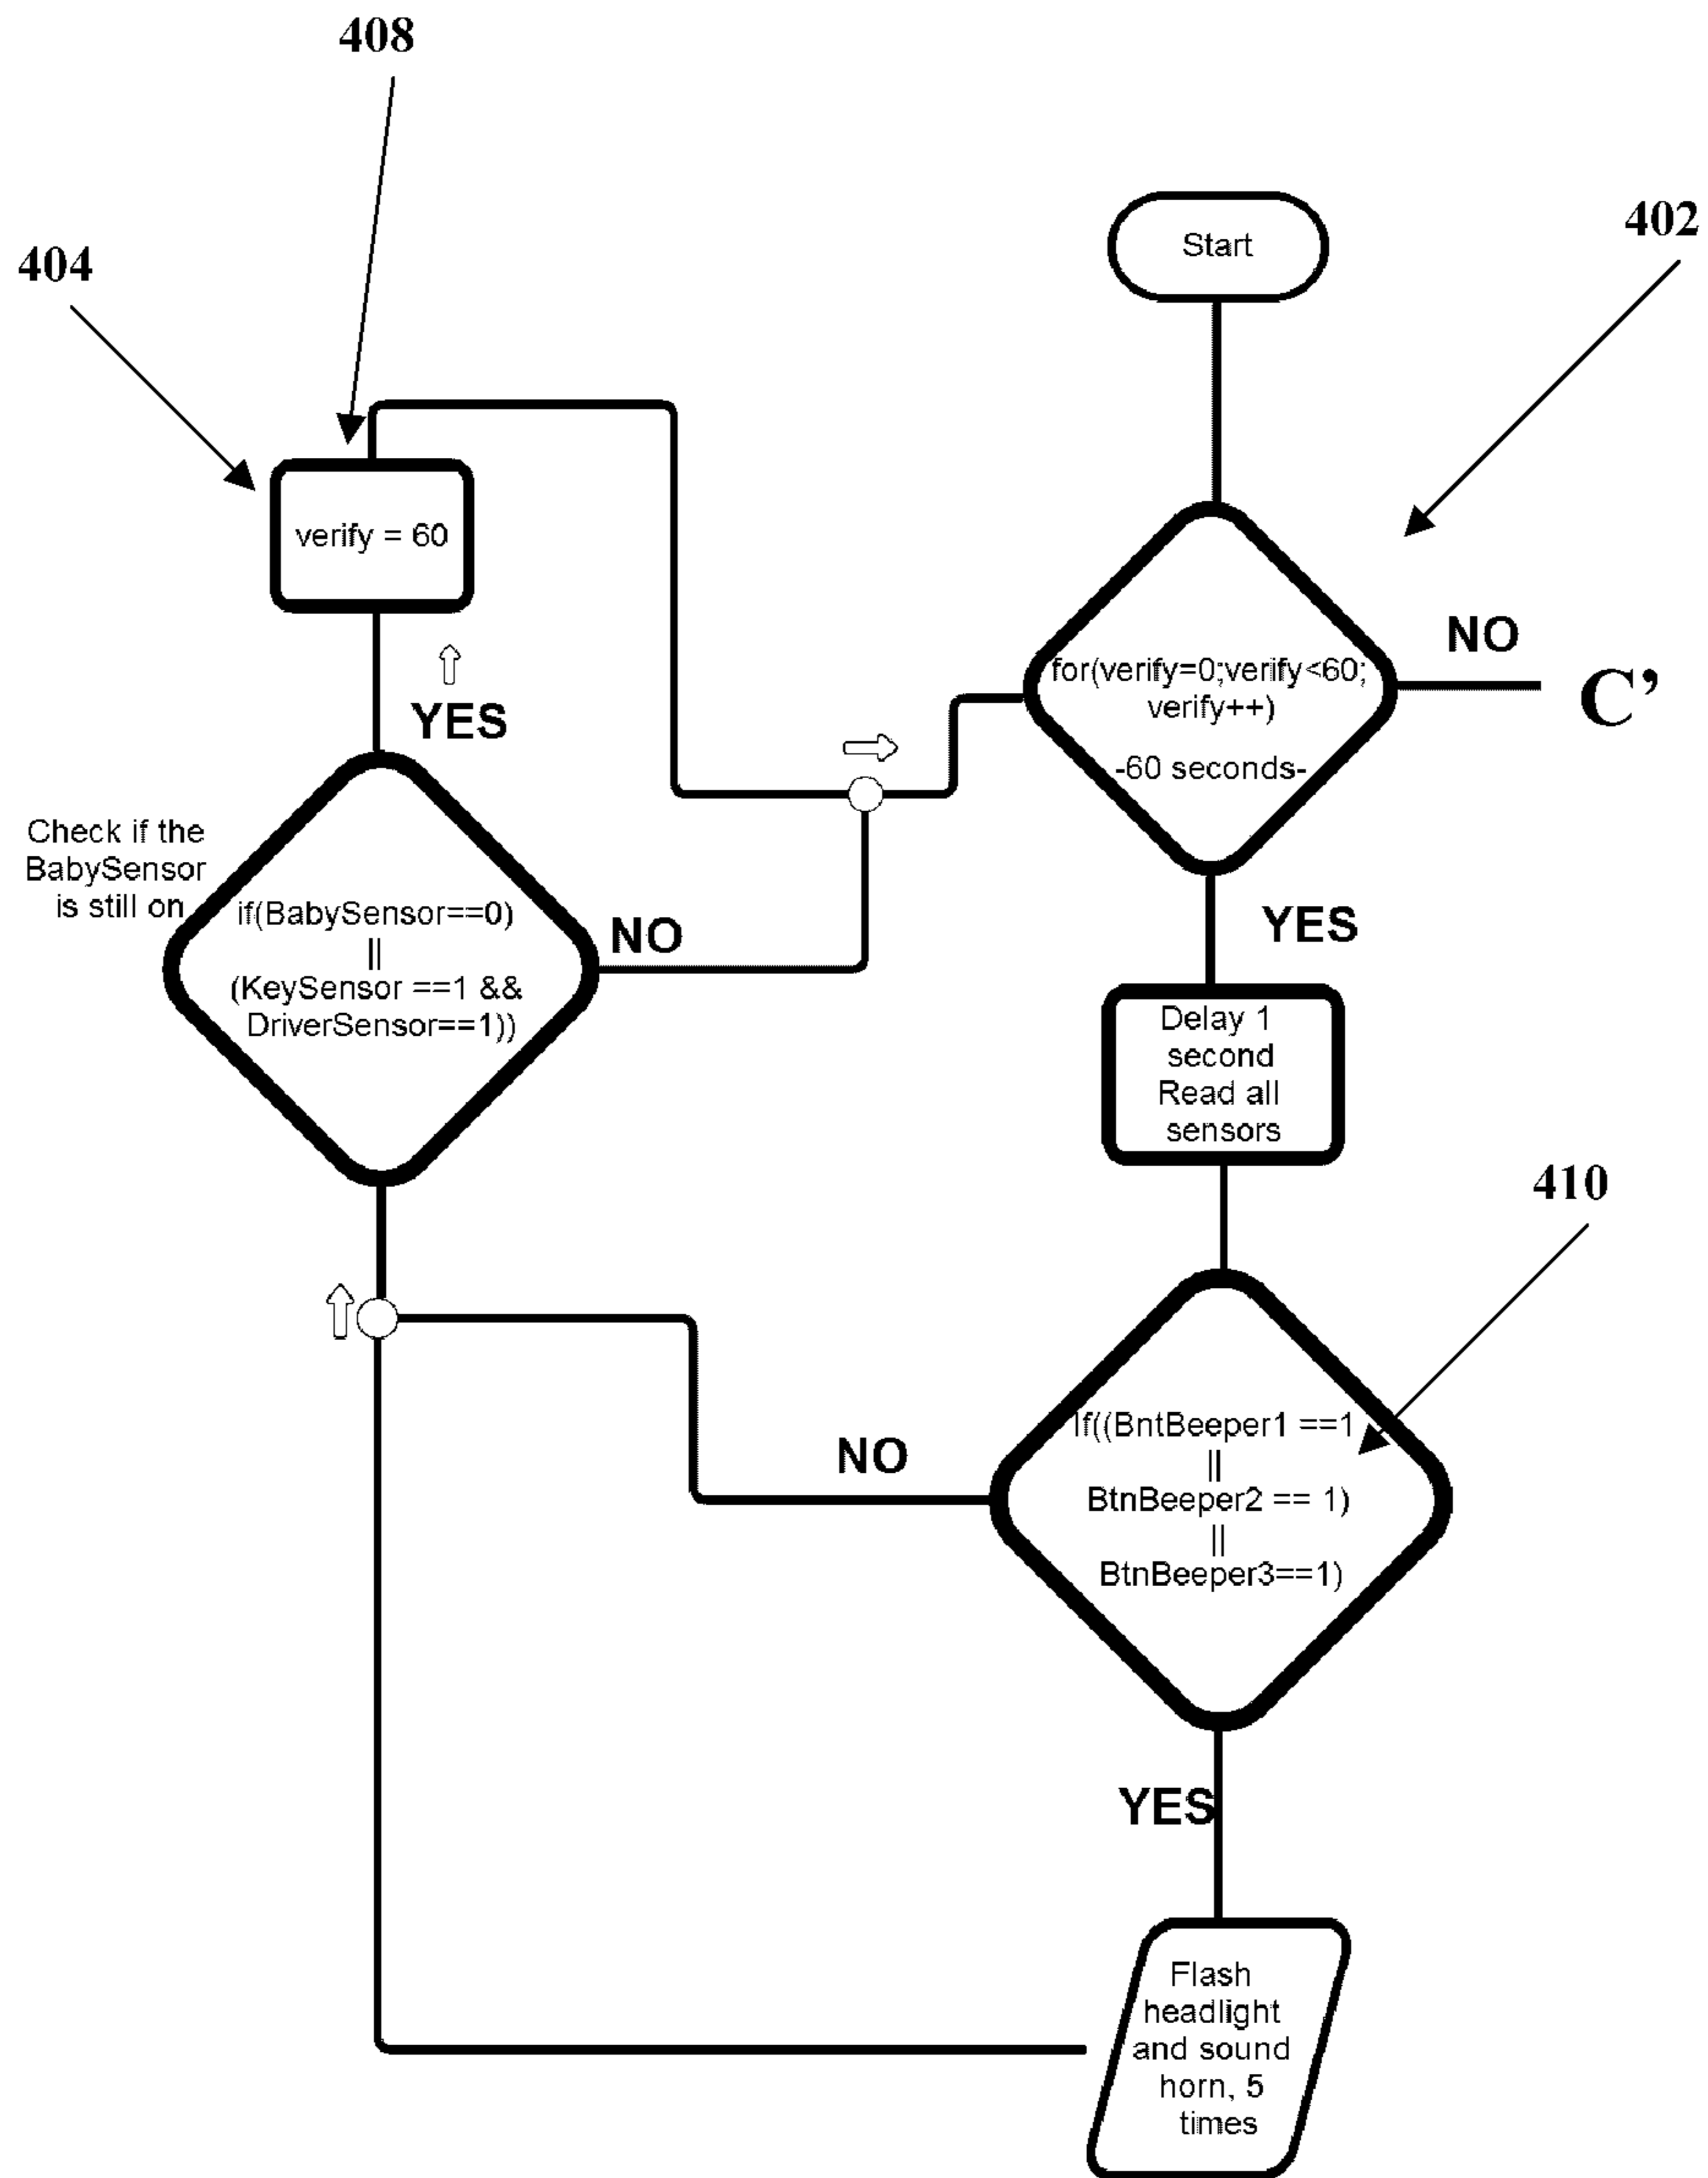 408
402
404
Start
verify = 60
YES
for(verify=0;verify<60;
verify++)
-60 seconds-
NO
C’
Check if the
BabySensor
is still on
if(BabySensor==0)
||
(KeySensor ==1 &&
DriverSensor==1))
NO
YES
Delay 1
second
Read all
sensors
410
If((BntBeeper1 ==1
||
BtnBeeper2 == 1)
||
BtnBeeper3==1)
NO
YES
Flash
headlight
and sound
horn, 5
times